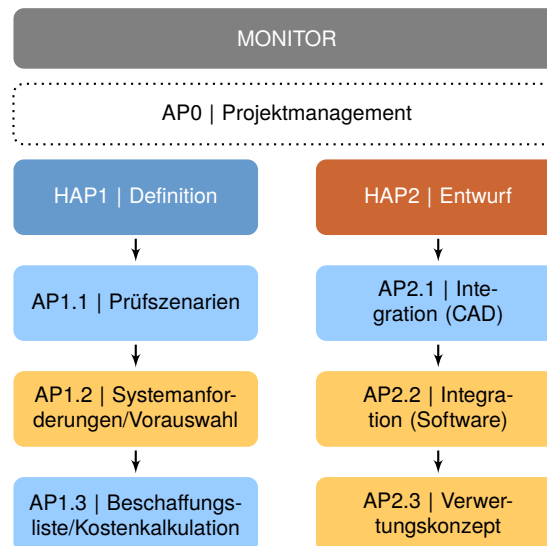 MONITOR
AP0 | Projektmanagement
HAP1 | Definition
HAP2 | Entwurf
AP1.1 | Prüfszenarien
AP2.1 | Inte-
gration (CAD)
AP1.2 | Systemanfor-
derungen/Vorauswahl
AP2.2 | Integra-
tion (Software)
AP1.3 | Beschaffungs-
liste/Kostenkalkulation
AP2.3 | Verwer-
tungskonzept